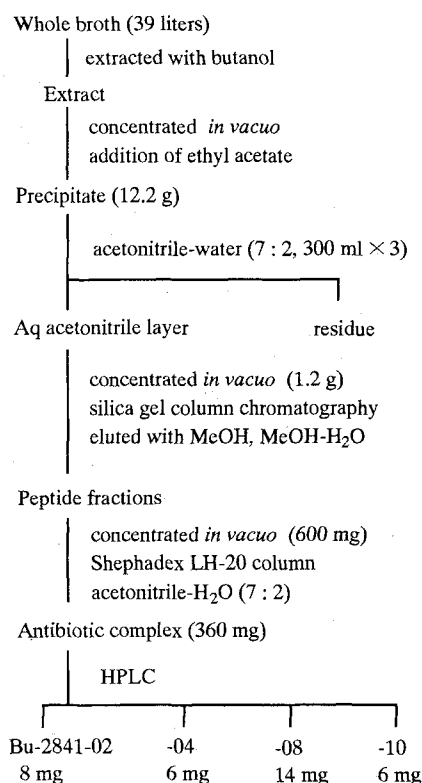 Whole broth (39 liters)
extracted with butanol
Extract
concentrated in vacuo
addition of ethyl acetate
Precipitate (12.2 g)
acetonitrile-water (7 : 2, 300 ml × 3)
Aq acetonitrile layer residue
concentrated in vacuo (1.2 g)
silica gel column chromatography
eluted with MeOH, MeOH-H₂O
Peptide fractions
concentrated in vacuo (600 mg)
Shephadex LH-20 column
acetonitrile-H₂O (7 : 2)
Antibiotic complex (360 mg)
HPLC
Bu-2841-02 -04 -08 -10
8 mg 6 mg 14 mg 6 mg